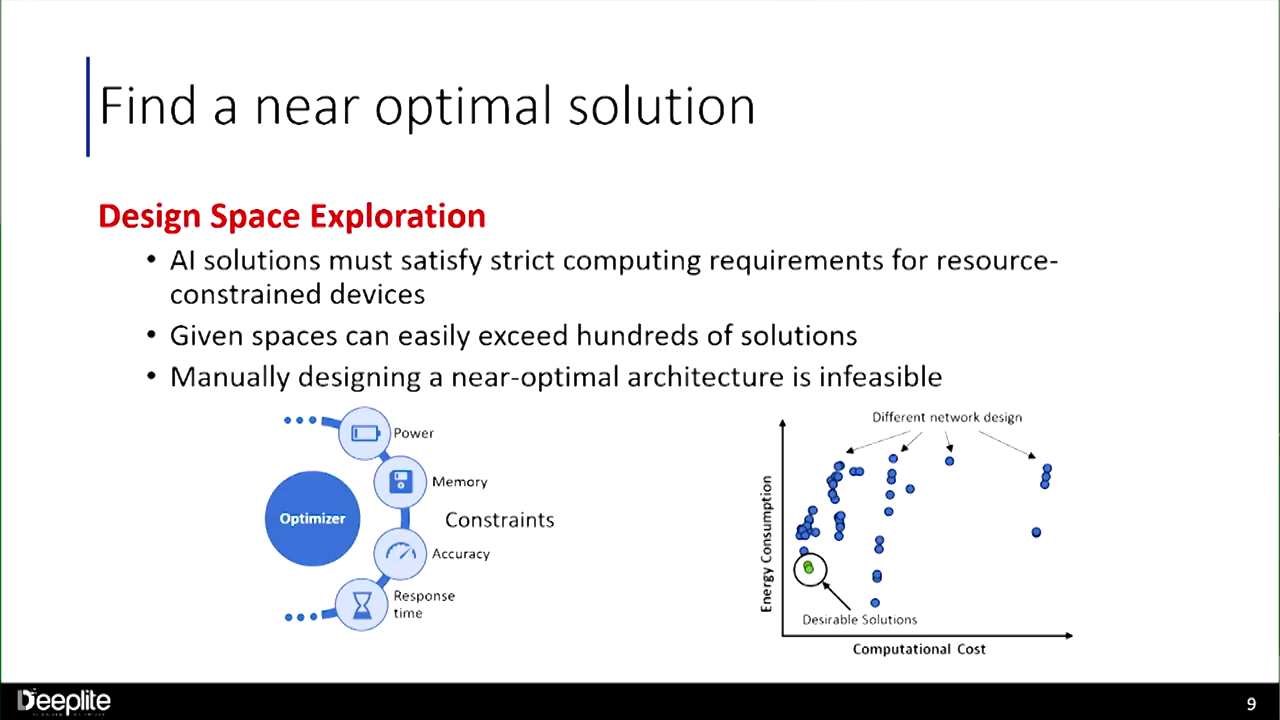 Find a near optimal solution
Design Space Exploration
• AI solutions must satisfy strict computing requirements for resource-
constrained devices
• Given spaces can easily exceed hundreds of solutions
• Manually designing a near-optimal architecture is infeasible
Power
Memory
Optimizer
Constraints
Accuracy
Response
time
Different network design
Energy Consumption
Desirable Solutions
Computational Cost
Deeplite
9